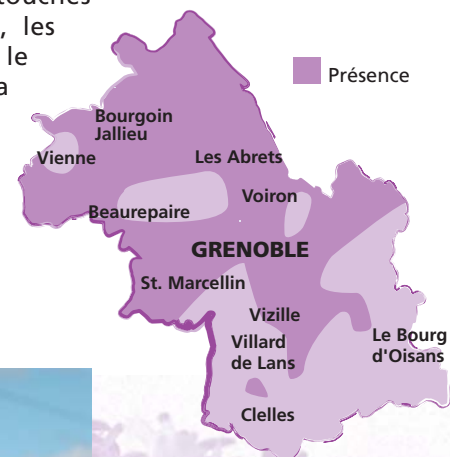 touches
, les
le
a
Présence
Bourgoin
Jallieu
Vienne
Les Abrets
Voiron
Beaurepaire
GRENOBLE
St. Marcellin
Vizille
Villard
de Lans
Le Bourg
d'Oisans
Clelles